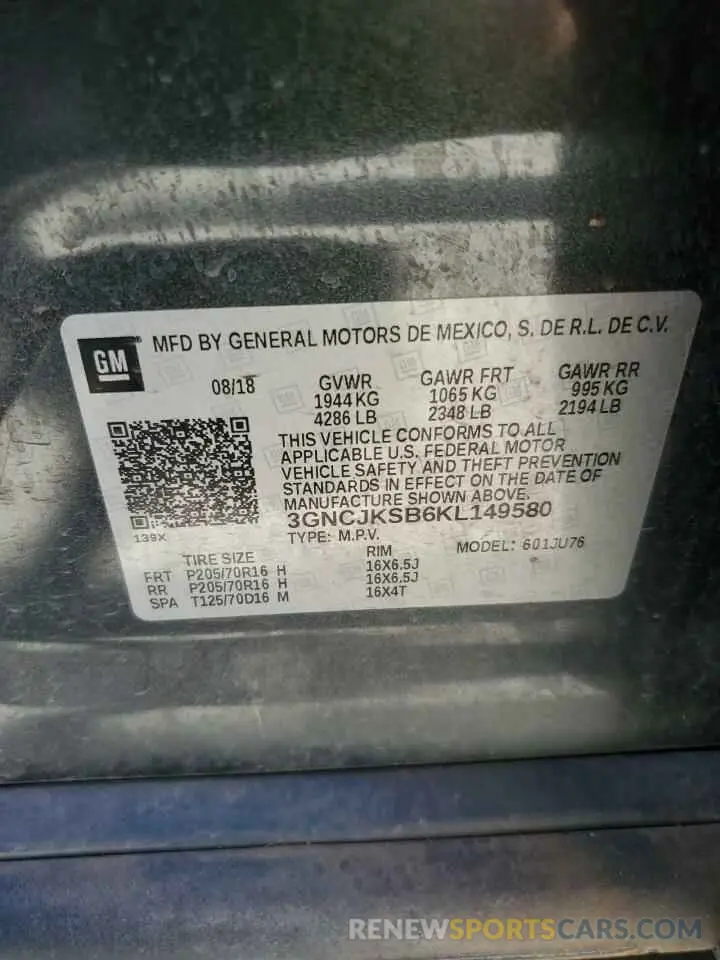 GM
MFD BY GENERAL MOTORS DE MEXICO, S. DE R.L. DE C.V.
08/18 GVWR GAWR FRT GAWR RR
1944 KG 1065 KG 995 KG
4286 LB 2348 LB 2194 LB
THIS VEHICLE CONFORMS TO ALL
APPLICABLE U.S. FEDERAL MOTOR
VEHICLE SAFETY AND THEFT PREVENTION
STANDARDS IN EFFECT ON THE DATE OF
MANUFACTURE SHOWN ABOVE.
3GNCJKSB6KL149580
139X
TYPE: M.P.V. MODEL: 601JU76
TIRE SIZE RIM
FRT P205/70R16 H 16X6.5J
RR P205/70R16 H 16X6.5J
SPA T125/70D16 M 16X4T
RENEWSPORTSCARS.COM